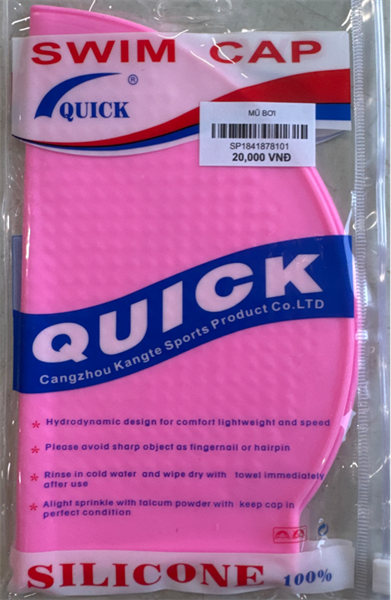 SWIM CAP
QUICK ®
MŨ BƠI
SP1841878101
20,000 VNĐ
QUICK
Cangzhou Kangte Sports Product Co.LTD
* Hydrodynamic design for comfort lightweight and speed
* Please avoid sharp object as fingernail or hairpin
* Rinse in cold water and wipe dry with towel immediately
after use
* Alight sprinkle with talcum powder with keep cap in
perfect condition
SILICONE 100%